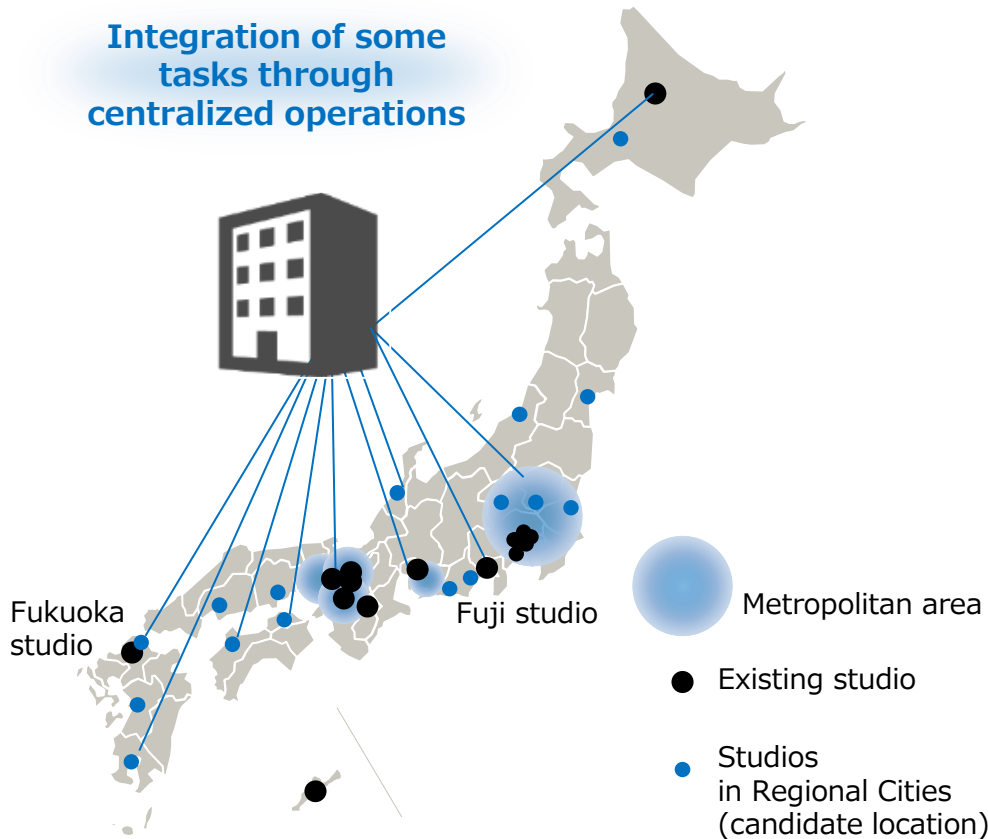 Integration of some
tasks through
centralized operations
Fukuoka
studio
Fuji studio
Metropolitan area
Existing studio
Studios
in Regional Cities
(candidate location)